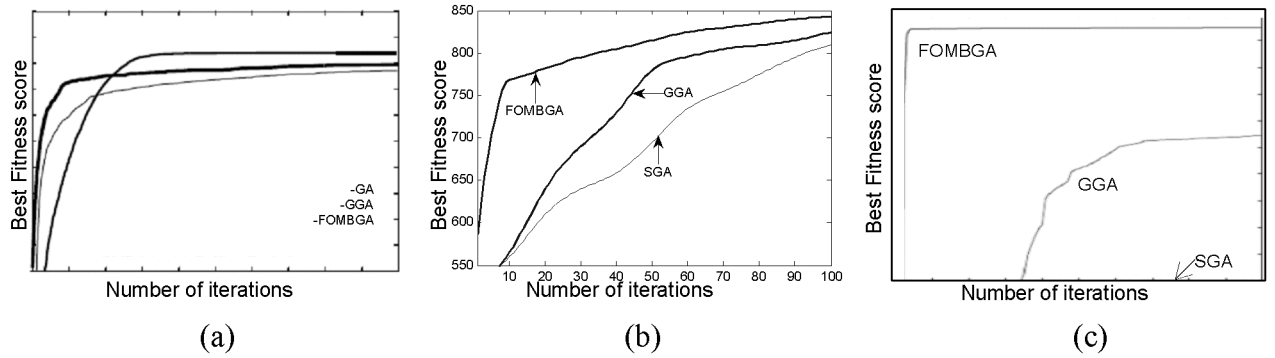 Best Fitness score
-GA
-GGA
-FOMBGA
Number of iterations
(a)
Best Fitness score
850
800
750
700
650
600
550
FOMBGA
GGA
SGA
10 20 30 40 50 60 70 80 90 100
Number of iterations
(b)
Best Fitness score
FOMBGA
GGA
SGA
Number of iterations
(c)